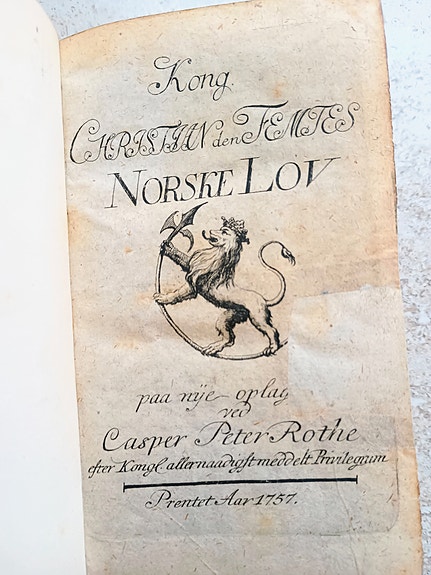 Kong
CHRISTIAN den FEMTES
NORSKE LOV
paa nÿe oplag
ved
Casper Peter Rothe
efter Kongl. allernaadigst meddelt Privilegium
Prentet Aar 1757.